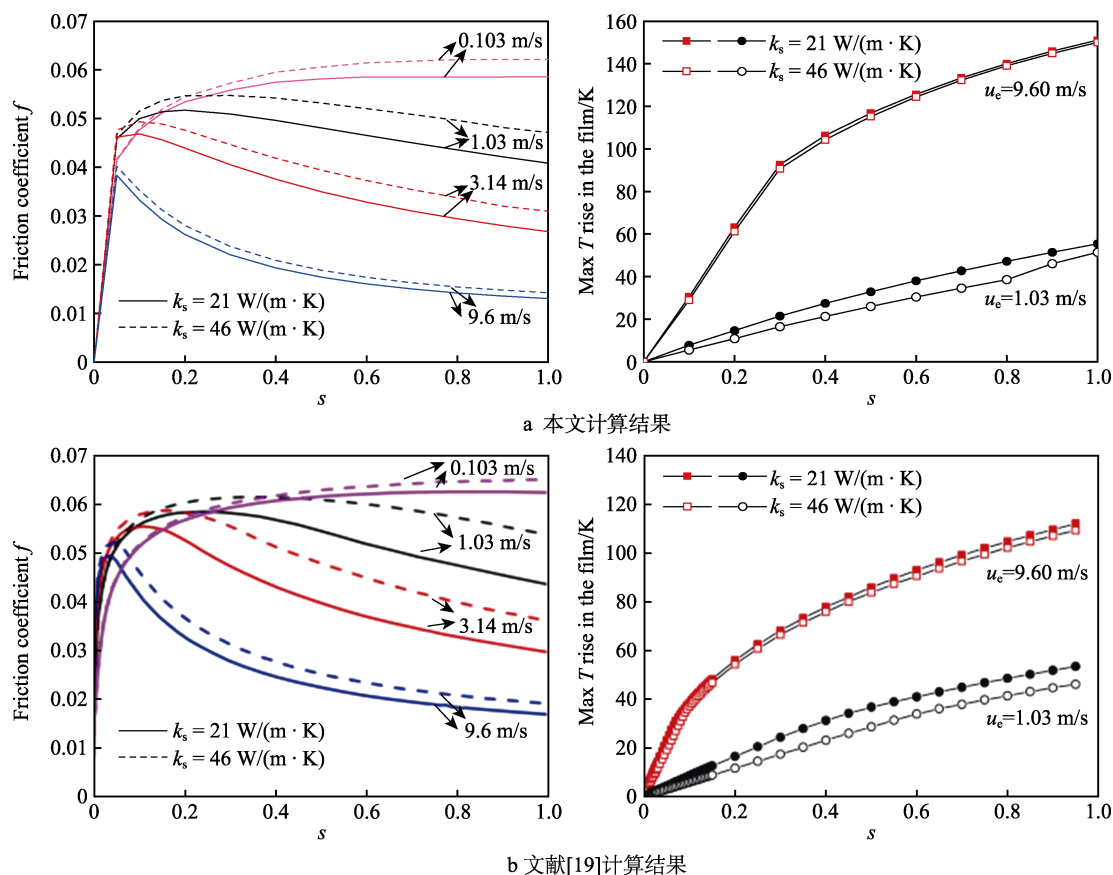 0.07
0.06
0.05
0.04
0.03
0.02
0.01
0
Friction coefficient f
0.103 m/s
1.03 m/s
3.14 m/s
9.6 m/s
kₛ = 21 W/(m · K)
kₛ = 46 W/(m · K)
0 0.2 0.4 0.6 0.8 1.0
s
160
140
120
100
80
60
40
20
0
Max T rise in the film/K
kₛ = 21 W/(m · K)
kₛ = 46 W/(m · K)
uₑ=9.60 m/s
uₑ=1.03 m/s
0 0.2 0.4 0.6 0.8 1.0
s
a 本文计算结果
0.07
0.06
0.05
0.04
0.03
0.02
0.01
0
Friction coefficient f
0.103 m/s
1.03 m/s
3.14 m/s
9.6 m/s
kₛ = 21 W/(m · K)
kₛ = 46 W/(m · K)
0 0.2 0.4 0.6 0.8 1.0
s
140
120
100
80
60
40
20
0
Max T rise in the film/K
kₛ = 21 W/(m · K)
kₛ = 46 W/(m · K)
uₑ=9.60 m/s
uₑ=1.03 m/s
0 0.2 0.4 0.6 0.8 1.0
s
b 文献[19]计算结果